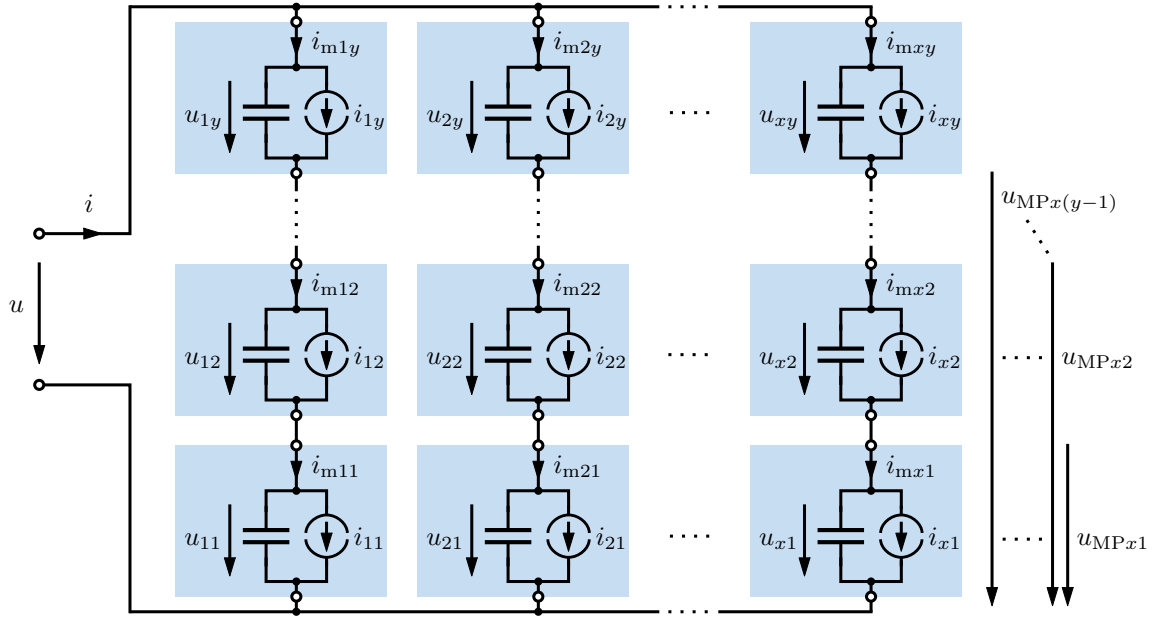 i_m1y i_m2y i_mxy
u_1y i_1y u_2y i_2y u_xy i_xy
u_MPx(y−1)
i
i_m12 i_m22 i_mx2
u
u_12 i_12 u_22 i_22 u_x2 i_x2 u_MPx2
i_m11 i_m21 i_mx1
u_11 i_11 u_21 i_21 u_x1 i_x1 u_MPx1